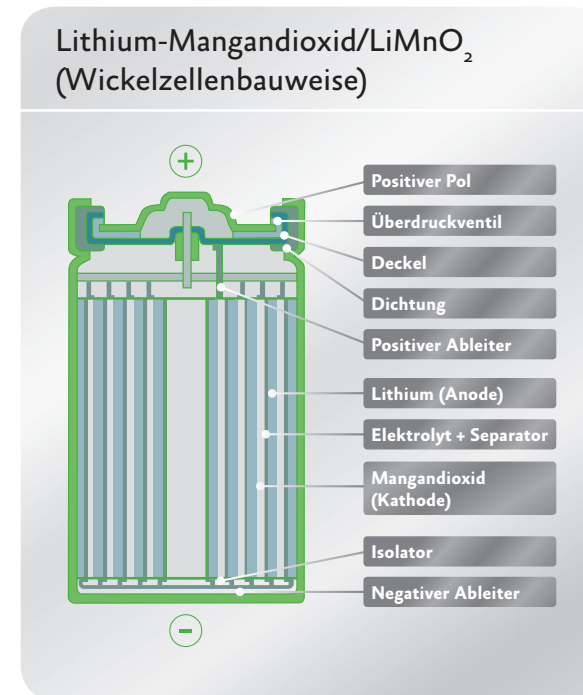 Lithium-Mangandioxid/LiMnO₂
(Wickelzellenbauweise)
+
Positiver Pol
Überdruckventil
Deckel
Dichtung
Positiver Ableiter
Lithium (Anode)
Elektrolyt + Separator
Mangandioxid
(Kathode)
Isolator
Negativer Ableiter
−